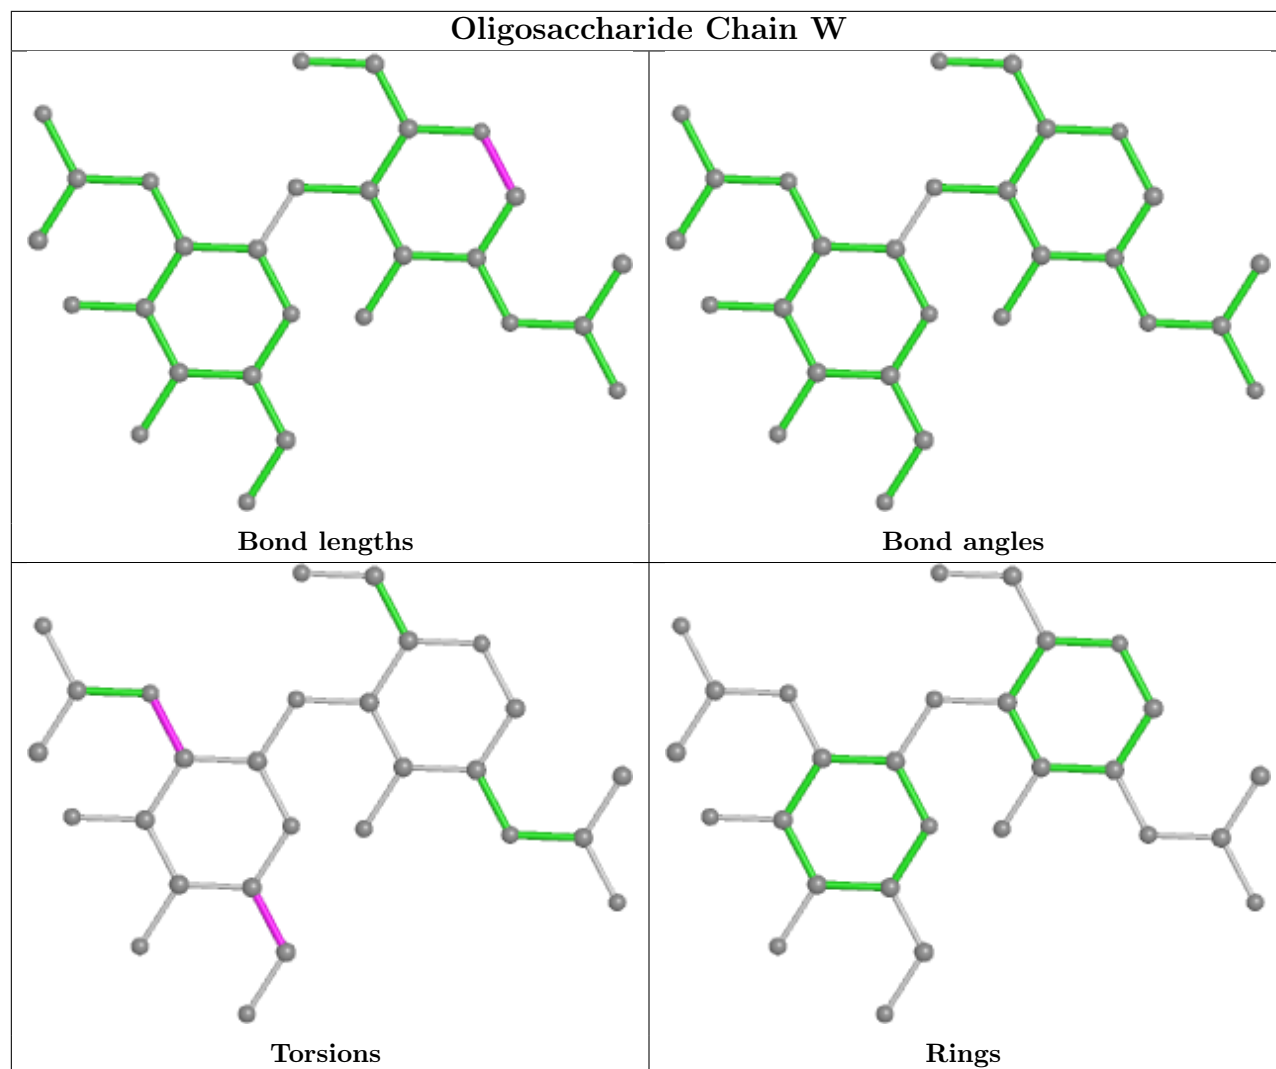 Oligosaccharide Chain W
Bond lengths
Bond angles
Torsions
Rings